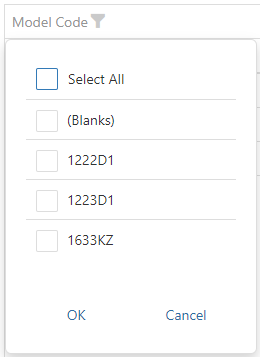 Model Code
Select All
(Blanks)
1222D1
1223D1
1633KZ
OK Cancel